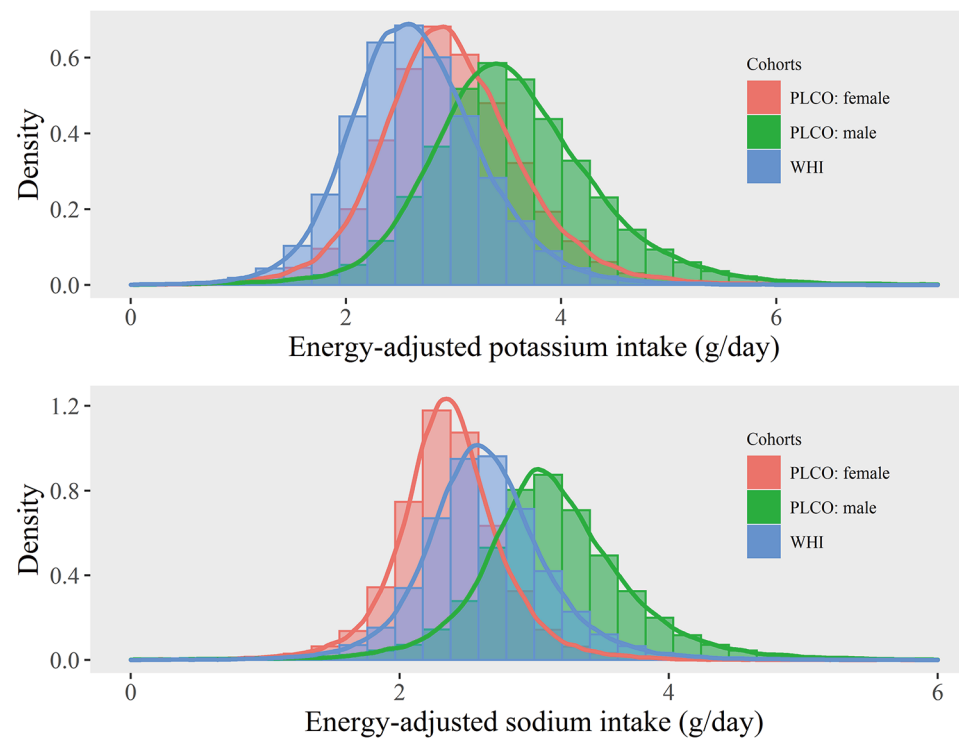 0.6
0.4
0.2
0.0
Density
Cohorts
PLCO: female
PLCO: male
WHI
0 2 4 6
Energy-adjusted potassium intake (g/day)
1.2
0.8
0.4
0.0
Density
Cohorts
PLCO: female
PLCO: male
WHI
0 2 4 6
Energy-adjusted sodium intake (g/day)